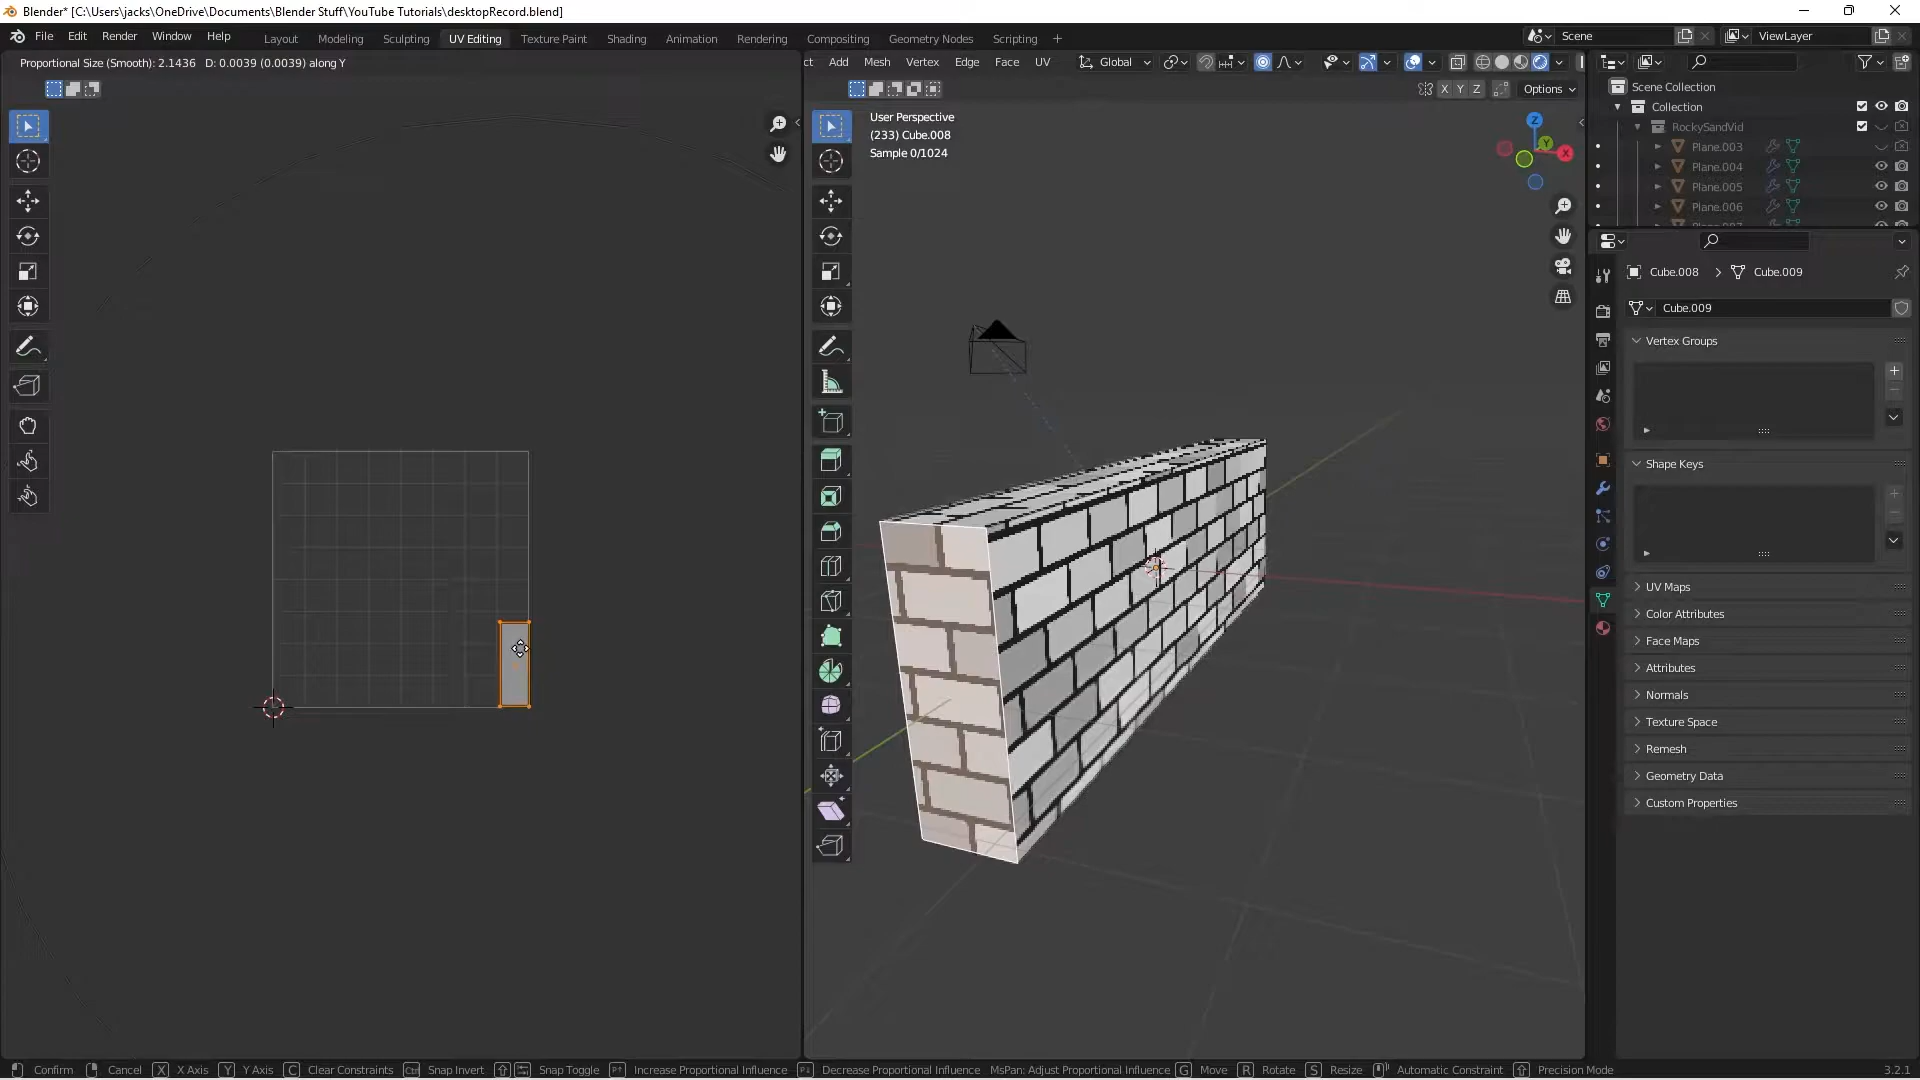 Blender* [C:\Users\jacks\OneDrive\Documents\Blender Stuff\YouTube Tutorials\desktopRecord.blend]
File Edit Render Window Help
Layout Modeling Sculpting UV Editing Texture Paint Shading Animation Rendering Compositing Geometry Nodes Scripting +
Scene
ViewLayer
Proportional Size (Smooth): 2.1436 D: 0.0039 (0.0039) along Y
ct Add Mesh Vertex Edge Face UV
Global
X Y Z
Options
User Perspective
(233) Cube.008
Sample 0/1024
Z
Y
X
Scene Collection
Collection
RockySandVid
Plane.003
Plane.004
Plane.005
Plane.006
Cube.008 > Cube.009
Cube.009
Vertex Groups
Shape Keys
UV Maps
Color Attributes
Face Maps
Attributes
Normals
Texture Space
Remesh
Geometry Data
Custom Properties
Confirm Cancel X X Axis Y Y Axis C Clear Constraints Ctrl Snap Invert Snap Toggle Increase Proportional Influence Decrease Proportional Influence MsPan: Adjust Proportional Influence G Move R Rotate S Resize Automatic Constraint Precision Mode
3.2.1